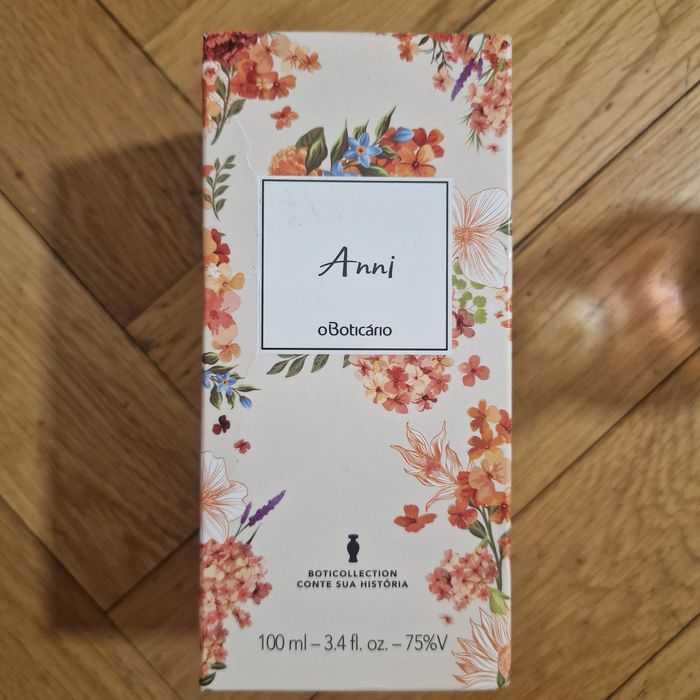 Anni
oBoticário
BOTICOLLECTION
CONTE SUA HISTÓRIA
100 ml – 3.4 fl. oz. – 75%V